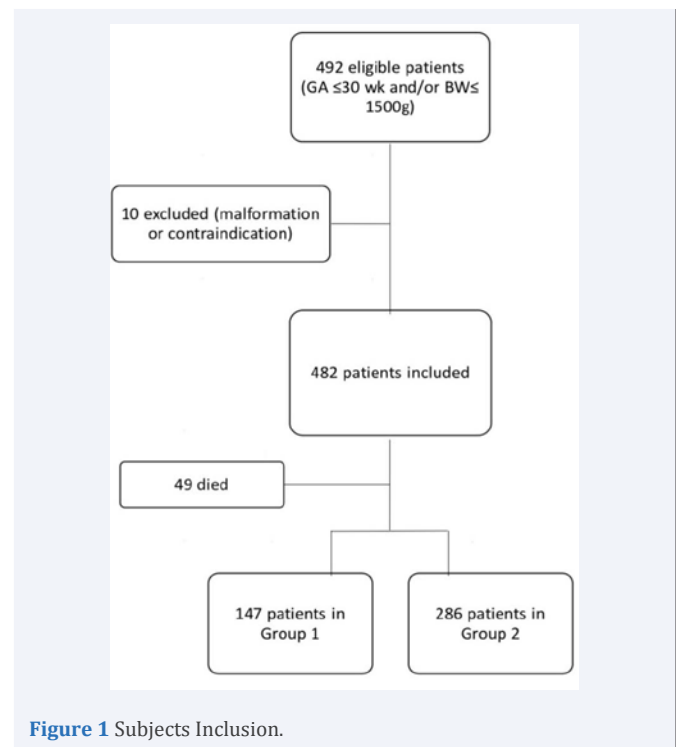 492 eligible patients
(GA ≤30 wk and/or BW≤
1500g)
10 excluded (malformation
or contraindication)
482 patients included
49 died
147 patients in
Group 1
286 patients in
Group 2
Figure 1 Subjects Inclusion.